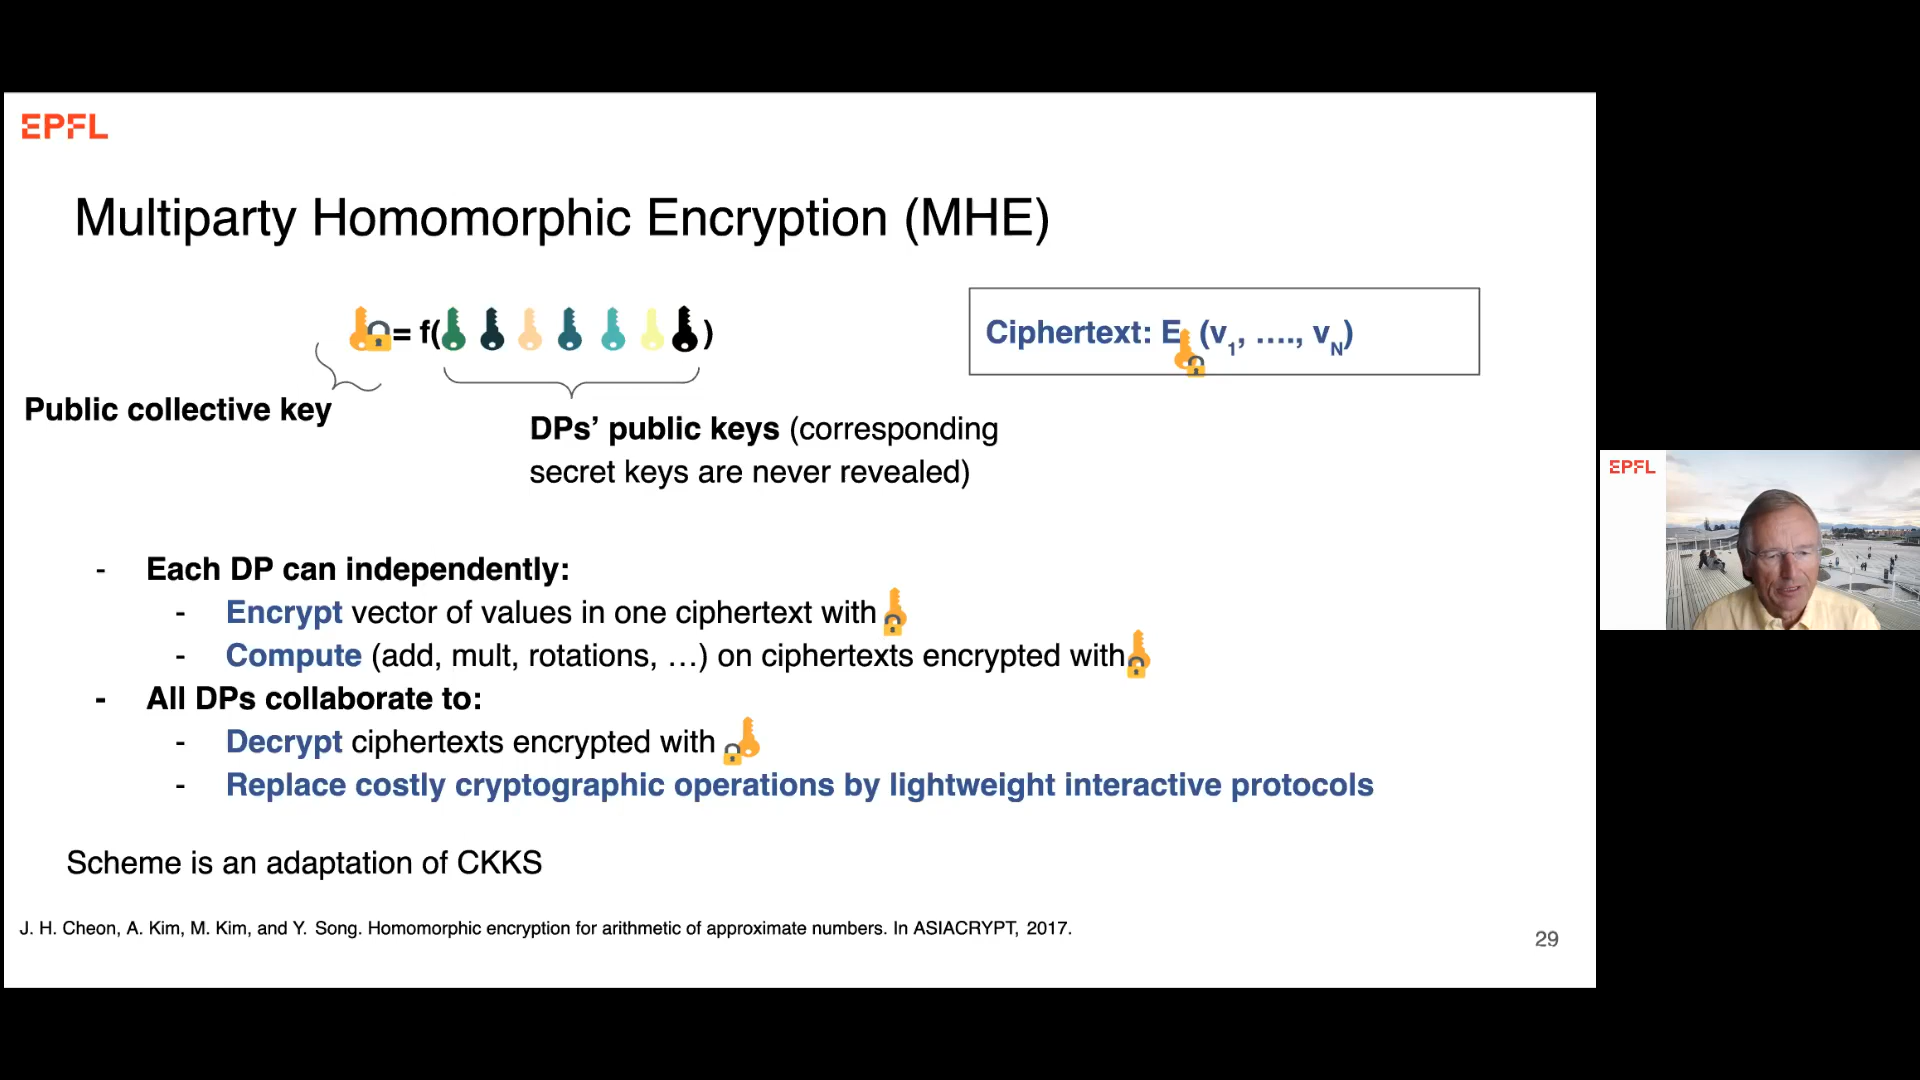 EPFL
Multiparty Homomorphic Encryption (MHE)
= f( )
Ciphertext: E (v1, …., vN)
Public collective key
DPs’ public keys (corresponding
secret keys are never revealed)
- Each DP can independently:
- Encrypt vector of values in one ciphertext with
- Compute (add, mult, rotations, …) on ciphertexts encrypted with
- All DPs collaborate to:
- Decrypt ciphertexts encrypted with
- Replace costly cryptographic operations by lightweight interactive protocols
Scheme is an adaptation of CKKS
J. H. Cheon, A. Kim, M. Kim, and Y. Song. Homomorphic encryption for arithmetic of approximate numbers. In ASIACRYPT, 2017.
29
EPFL